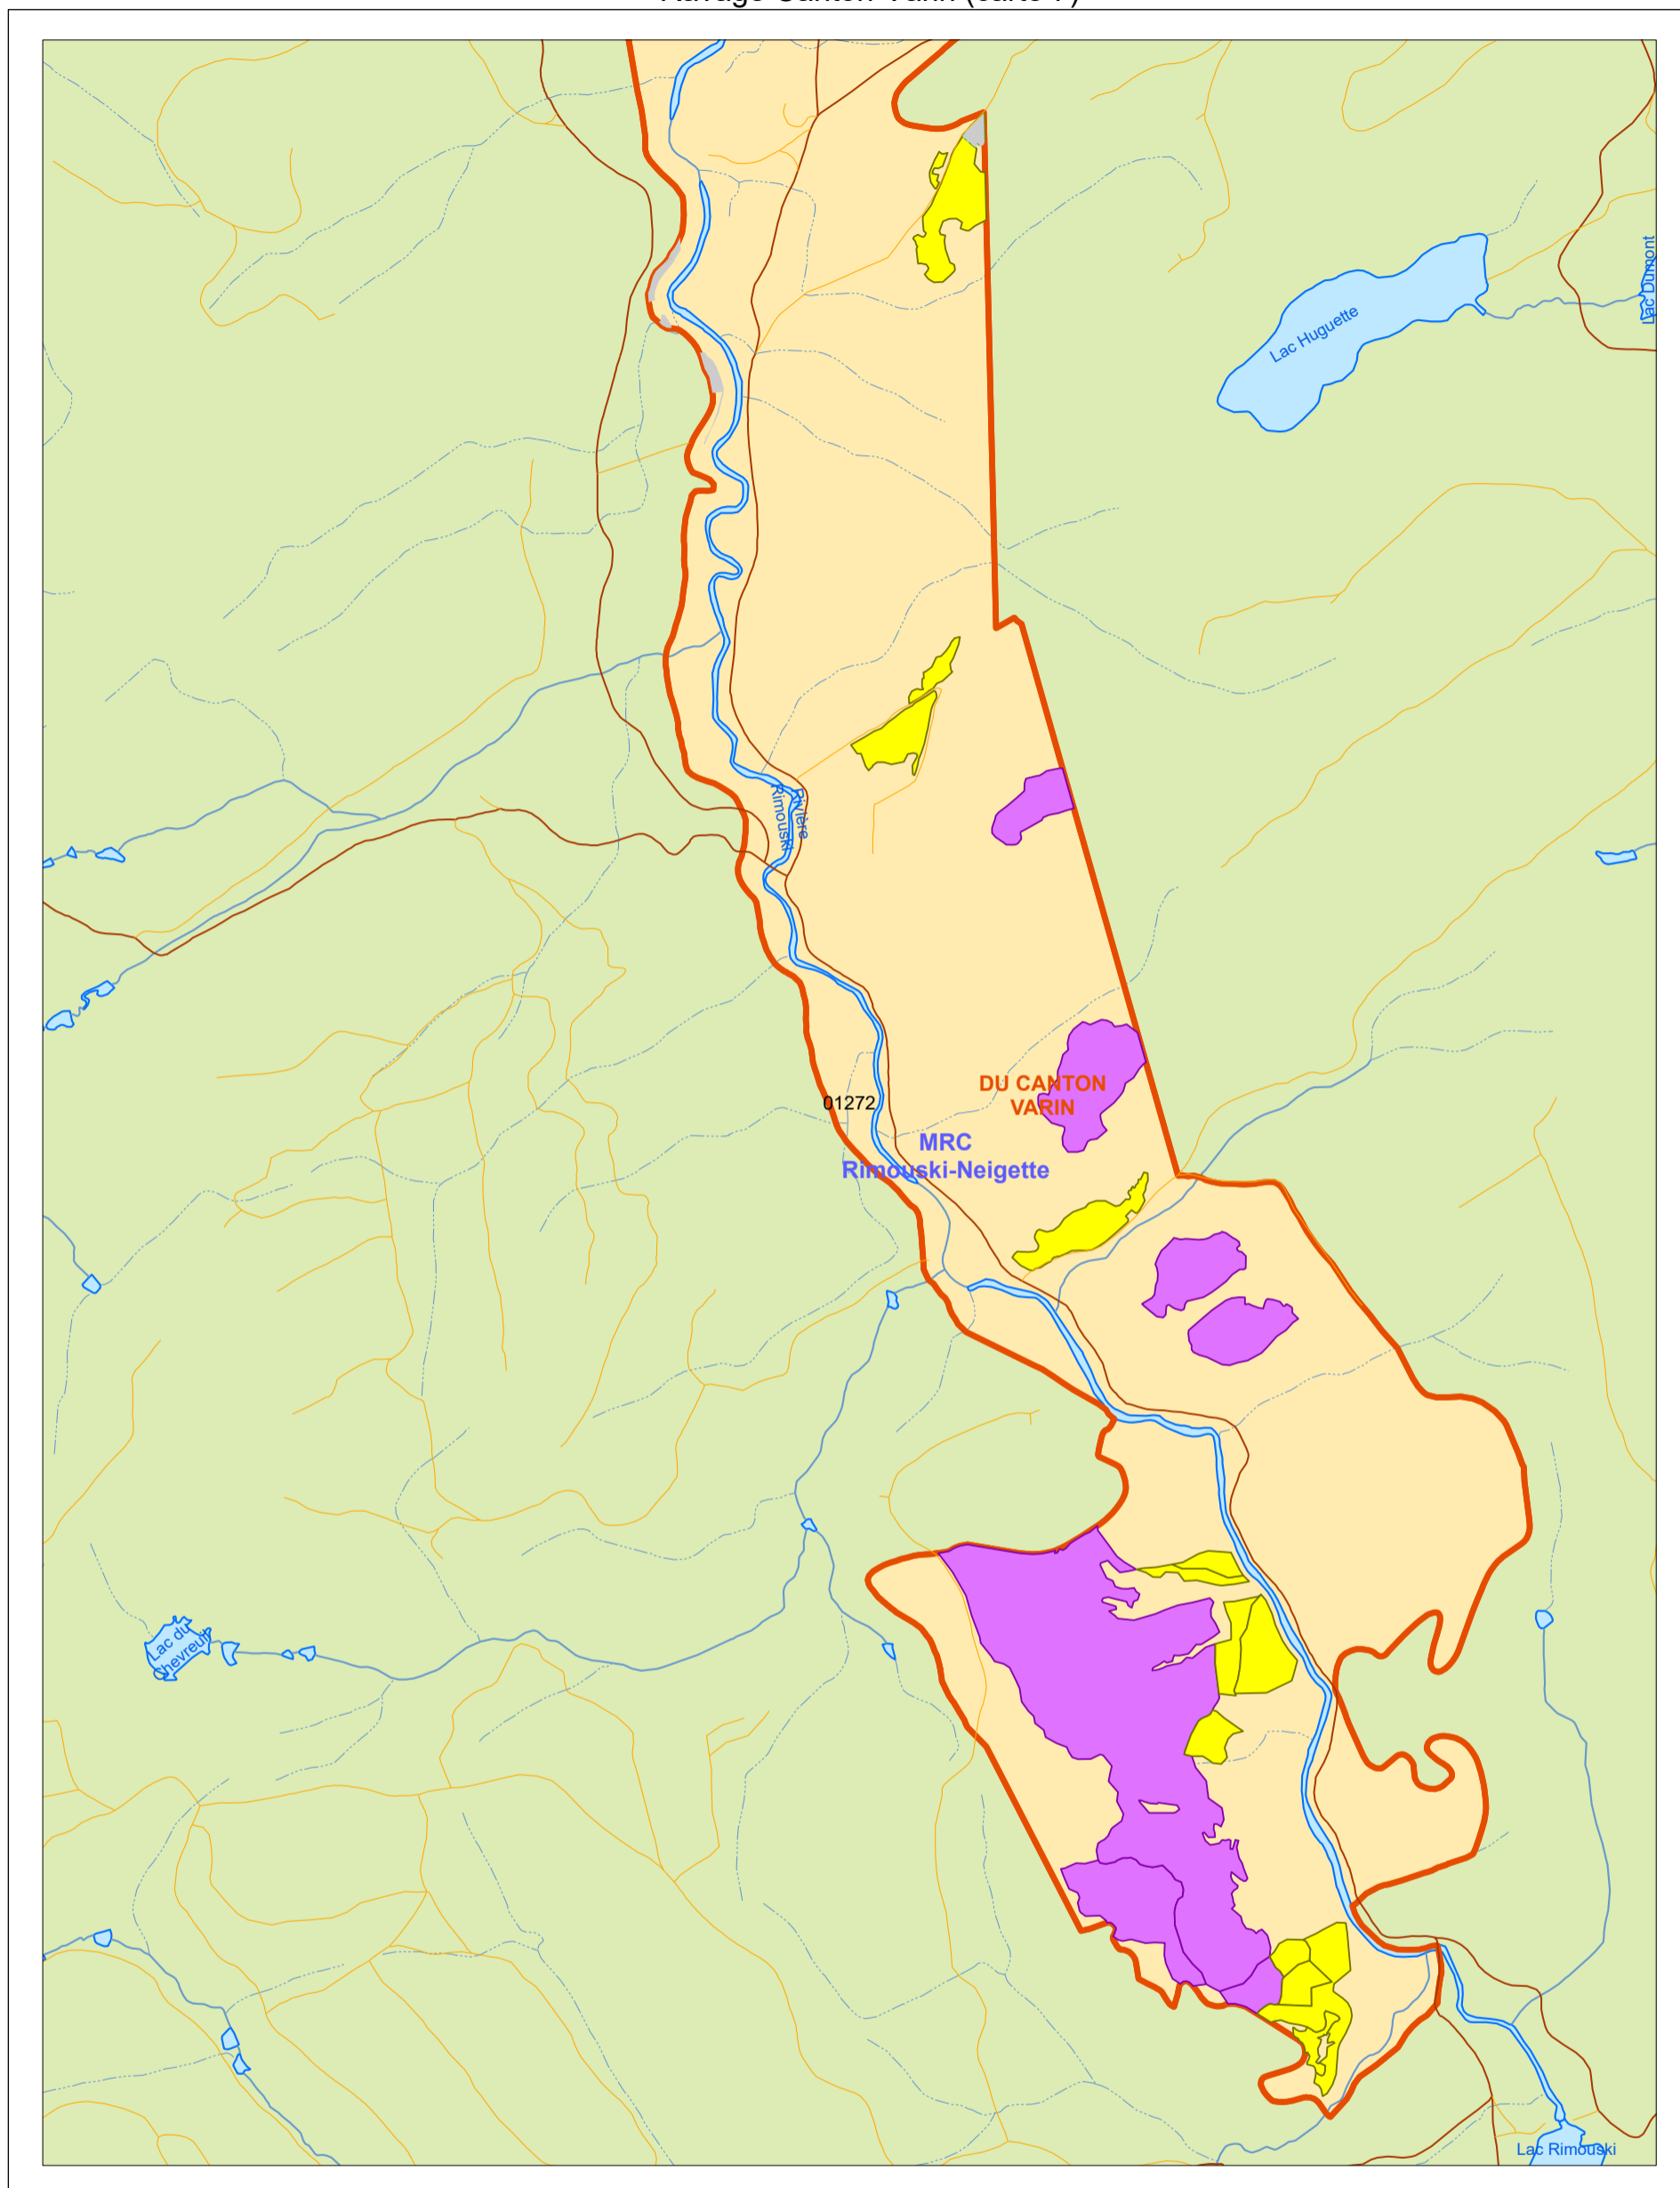 Lac Dumont
Lac Huguette
Rivière
Rimouski
DU CANTON
VARIN
01272
MRC
Rimouski-Neigette
Lac du
Chevreuil
Lac Rimouski